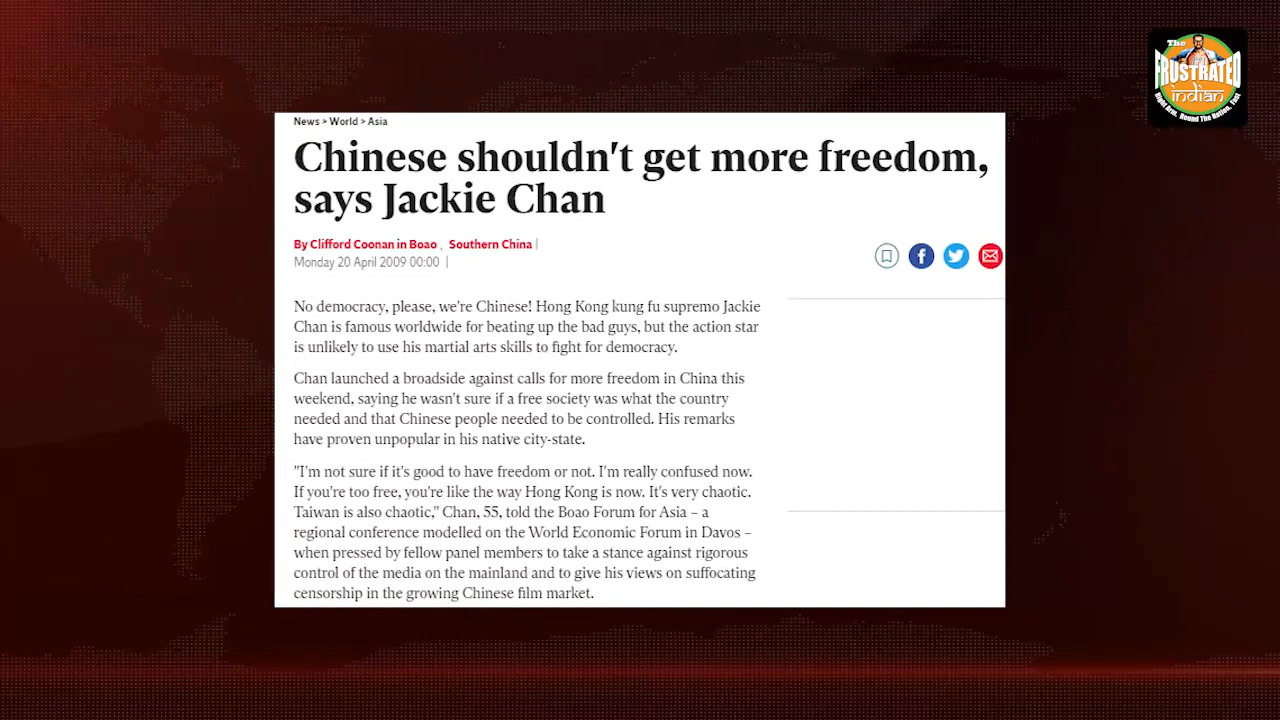 The
FRUSTRATED
indian
Right Arm. Round The Nation. Fast
News > World > Asia
Chinese shouldn't get more freedom,
says Jackie Chan
By Clifford Coonan in Boao , Southern China |
Monday 20 April 2009 00:00 |
No democracy, please, we're Chinese! Hong Kong kung fu supremo Jackie
Chan is famous worldwide for beating up the bad guys, but the action star
is unlikely to use his martial arts skills to fight for democracy.
Chan launched a broadside against calls for more freedom in China this
weekend, saying he wasn't sure if a free society was what the country
needed and that Chinese people needed to be controlled. His remarks
have proven unpopular in his native city-state.
"I'm not sure if it's good to have freedom or not. I'm really confused now.
If you're too free, you're like the way Hong Kong is now. It's very chaotic.
Taiwan is also chaotic," Chan, 55, told the Boao Forum for Asia – a
regional conference modelled on the World Economic Forum in Davos –
when pressed by fellow panel members to take a stance against rigorous
control of the media on the mainland and to give his views on suffocating
censorship in the growing Chinese film market.